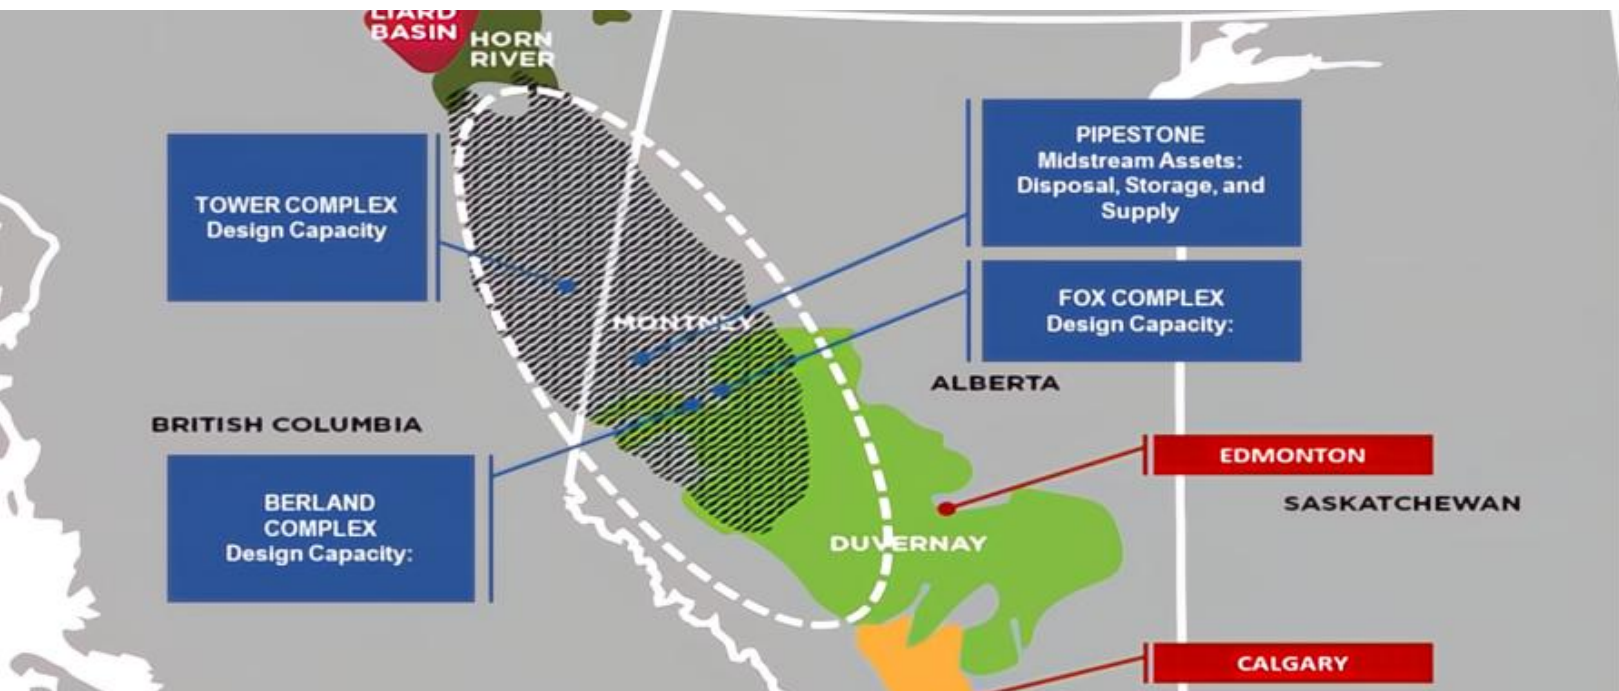 LIARD
BASIN
HORN
RIVER
TOWER COMPLEX
Design Capacity
PIPESTONE
Midstream Assets:
Disposal, Storage, and
Supply
FOX COMPLEX
Design Capacity:
MONTNEY
ALBERTA
BRITISH COLUMBIA
BERLAND
COMPLEX
Design Capacity:
EDMONTON
SASKATCHEWAN
DUVERNAY
CALGARY